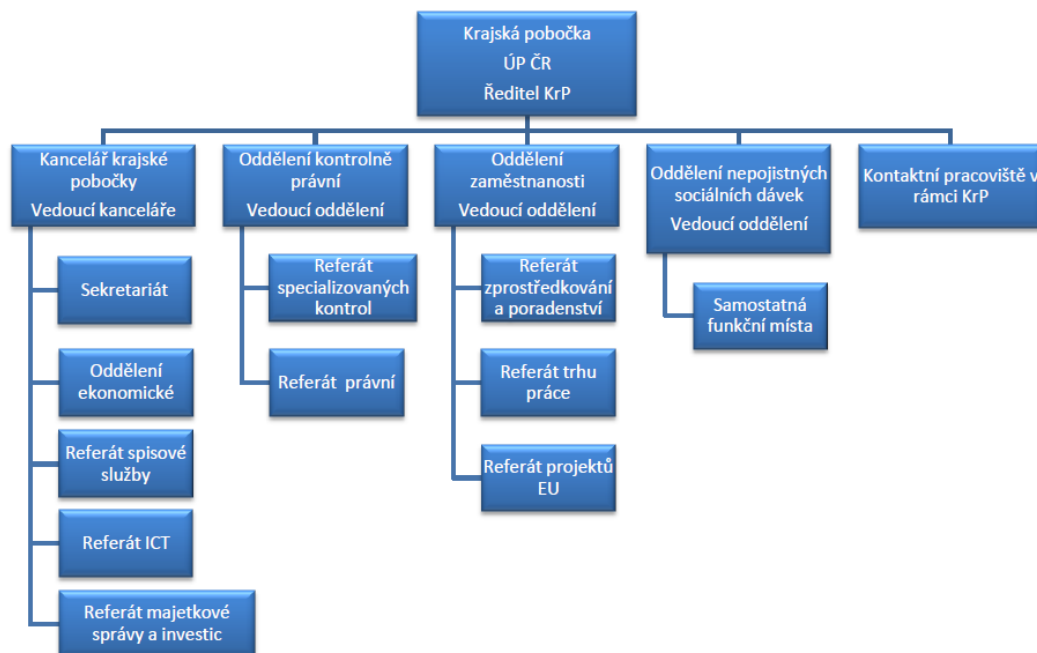 Krajská pobočka
ÚP ČR
Ředitel KrP
Kancelář krajské
pobočky
Vedoucí kanceláře
Oddělení kontrolně
právní
Vedoucí oddělení
Oddělení
zaměstnanosti
Vedoucí oddělení
Oddělení nepojistných
sociálních dávek
Vedoucí oddělení
Kontaktní pracoviště v
rámci KrP
Sekretariát
Oddělení
ekonomické
Referát spisové
služby
Referát ICT
Referát majetkové
správy a investic
Referát
specializovaných
kontrol
Referát právní
Referát
zprostředkování
a poradenství
Referát trhu
práce
Referát projektů
EU
Samostatná
funkční místa